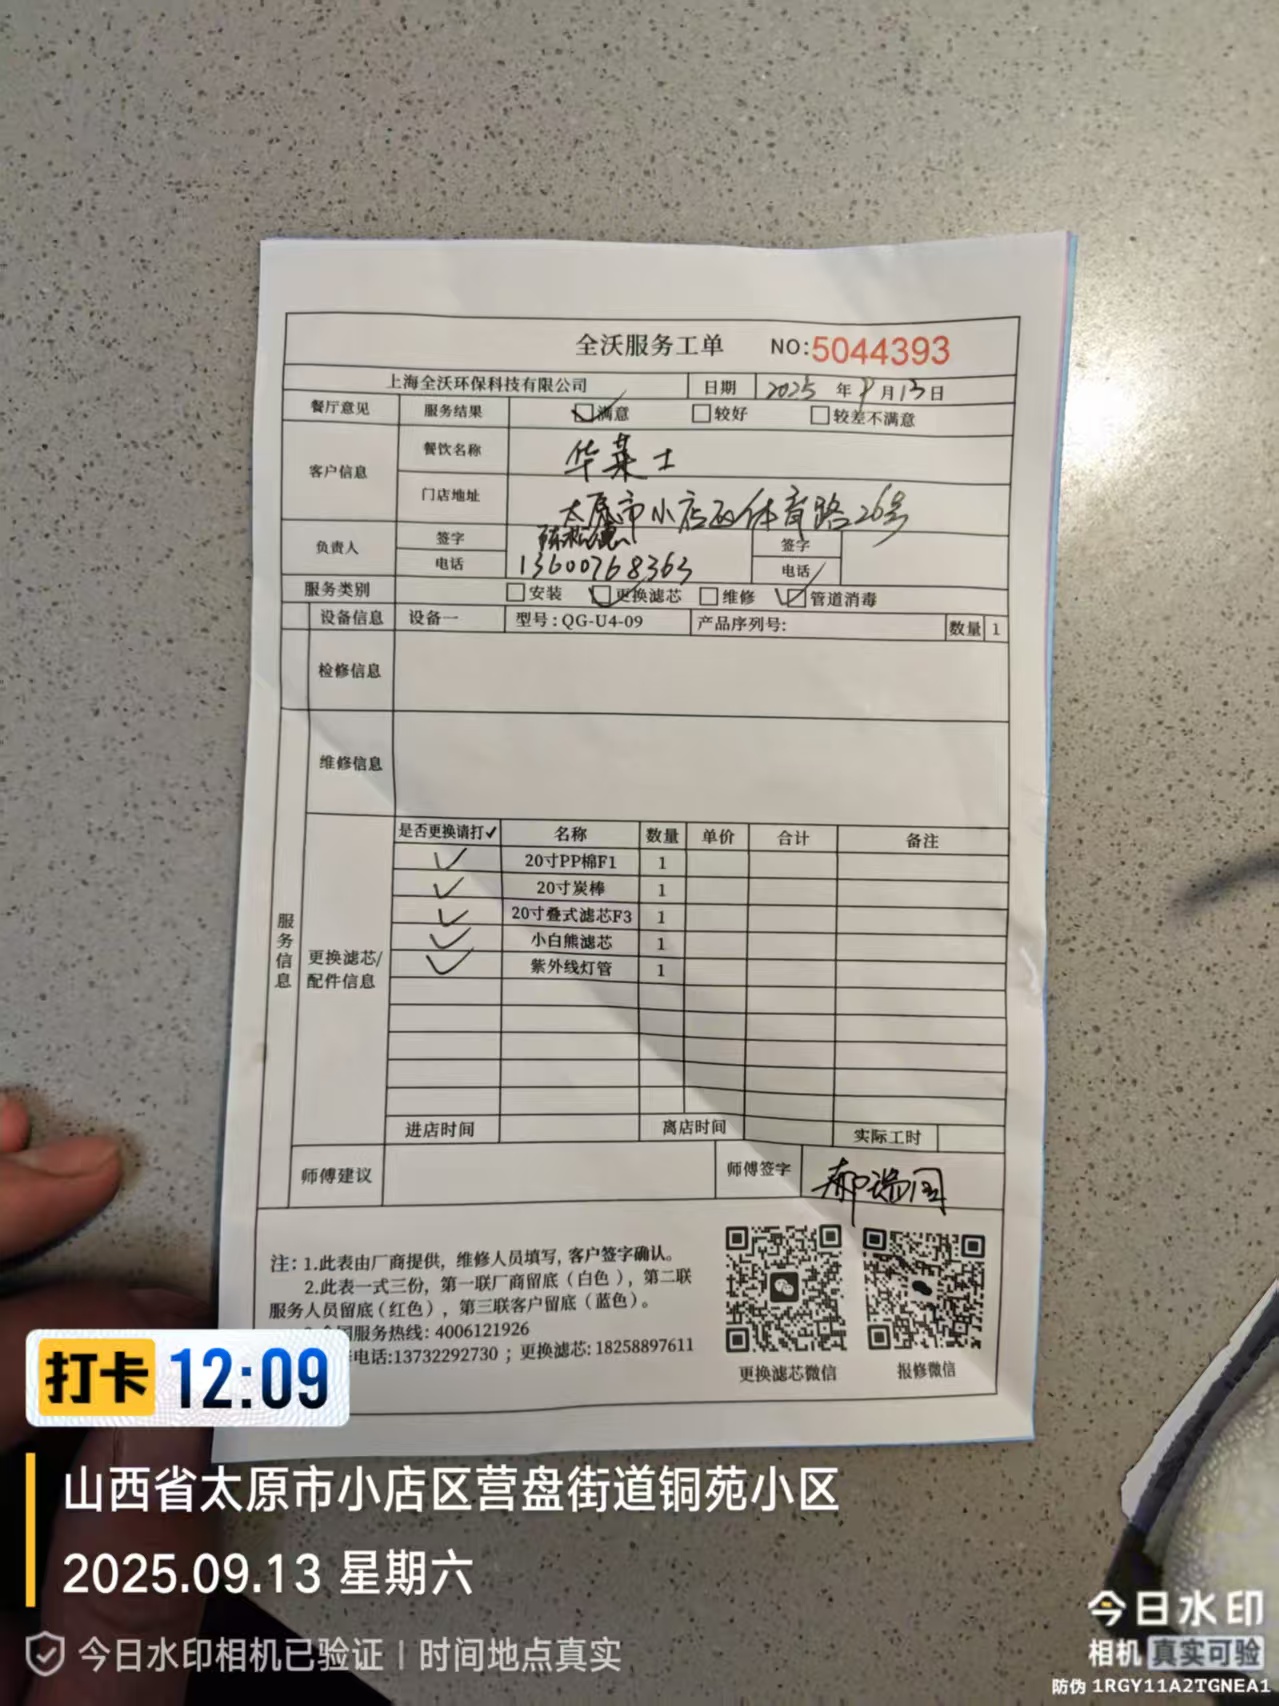 全沃服务工单 NO:5044393
上海全沃环保科技有限公司 日期 2025 年 9 月 13 日
餐厅意见 服务结果 满意 较好 较差不满意
客户信息 餐饮名称 华莱士
门店地址 太原市小店区体育路26号
负责人 签字 签字
电话 13600768363 电话
服务类别 安装 更换滤芯 维修 管道消毒
设备信息 设备一 型号:QG-U4-09 产品序列号: 数量 1
检修信息
维修信息
服务信息
更换滤芯/
配件信息
是否更换请打✓ 名称 数量 单价 合计 备注
✓ 20寸PP棉F1 1
✓ 20寸炭棒 1
✓ 20寸叠式滤芯F3 1
✓ 小白熊滤芯 1
✓ 紫外线灯管 1
进店时间 离店时间 实际工时
师傅建议 师傅签字 郝瑞国
注: 1.此表由厂商提供, 维修人员填写, 客户签字确认。
2.此表一式三份, 第一联厂商留底(白色), 第二联
服务人员留底(红色), 第三联客户留底(蓝色)。
国服务热线: 4006121926
电话:13732292730 ; 更换滤芯:18258897611
更换滤芯微信 报修微信
打卡 12:09
山西省太原市小店区营盘街道铜苑小区
2025.09.13 星期六
今日水印相机已验证 | 时间地点真实
今日水印
相机 真实可验
防伪 1RGY11A2TGNEA1